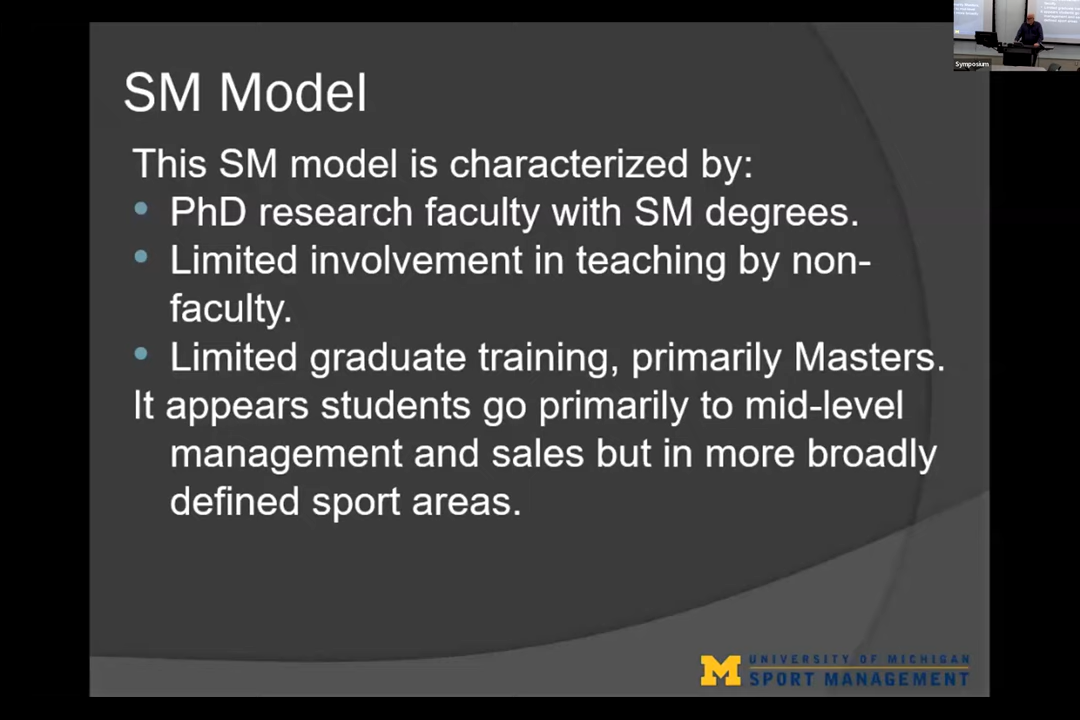 SM Model
This SM model is characterized by:
• PhD research faculty with SM degrees.
• Limited involvement in teaching by non-
faculty.
• Limited graduate training, primarily Masters.
It appears students go primarily to mid-level
management and sales but in more broadly
defined sport areas.
M UNIVERSITY OF MICHIGAN
SPORT MANAGEMENT
Symposium